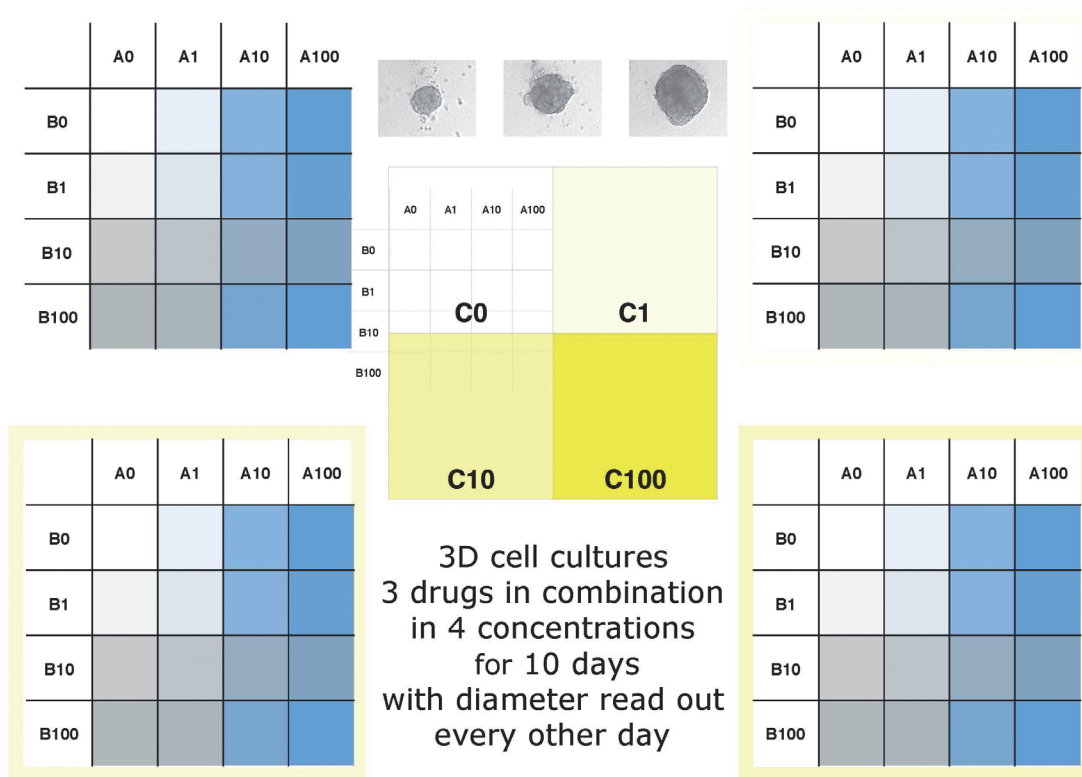 A0 A1 A10 A100
B0
B1
B10
B100
A0 A1 A10 A100
B0
B1
B10
B100
A0 A1 A10 A100
B0
B1
B10
B100
C0 C1
C10 C100
A0 A1 A10 A100
B0
B1
B10
B100
A0 A1 A10 A100
B0
B1
B10
B100
3D cell cultures
3 drugs in combination
in 4 concentrations
for 10 days
with diameter read out
every other day